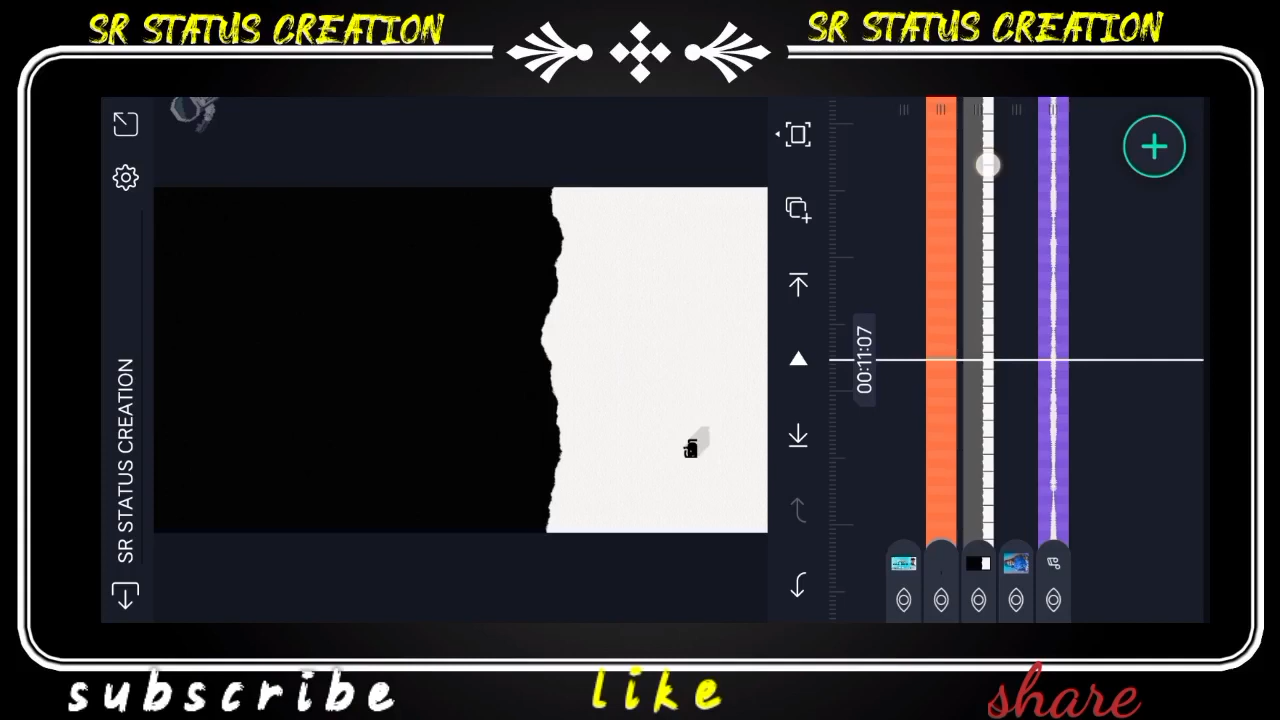 SR STATUS CREATION
SR STATUS CREATION
SR STATUS CREATION
00:11:07
subscribe
like
share